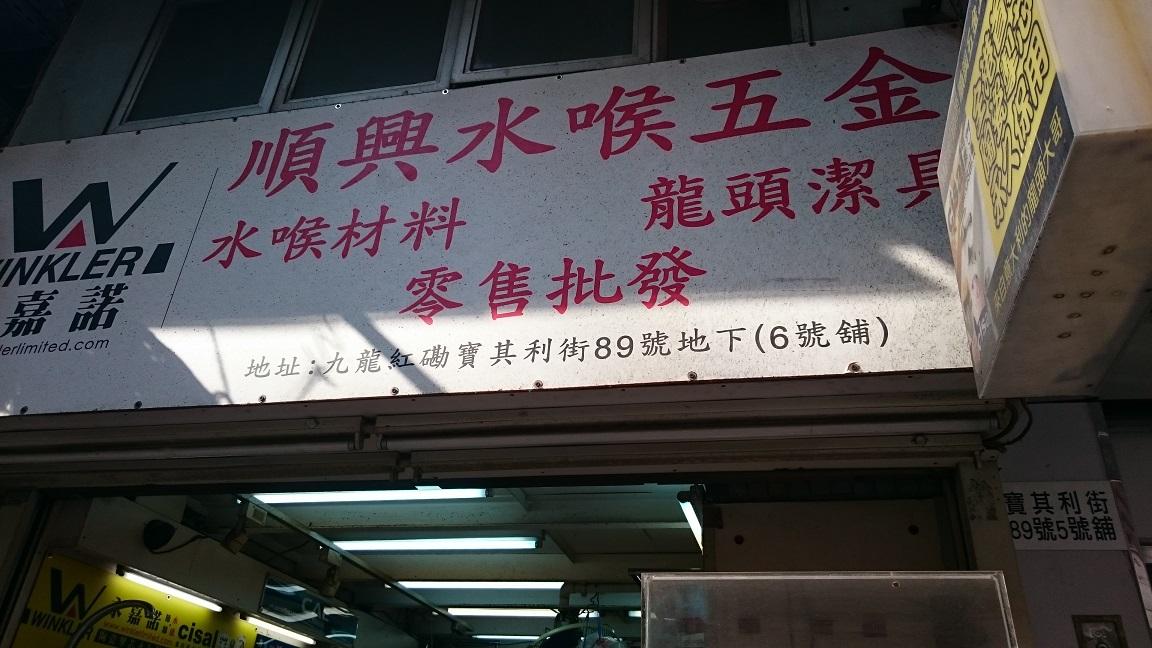 順興水喉五金
水喉材料
龍頭潔具
零售批發
地址:九龍紅磡寶其利街89號地下(6號舖)
W
INKLER
嘉諾
lerlimited.com
寶其利街
89號5號舖
W
WINKLER
嘉諾
cisal